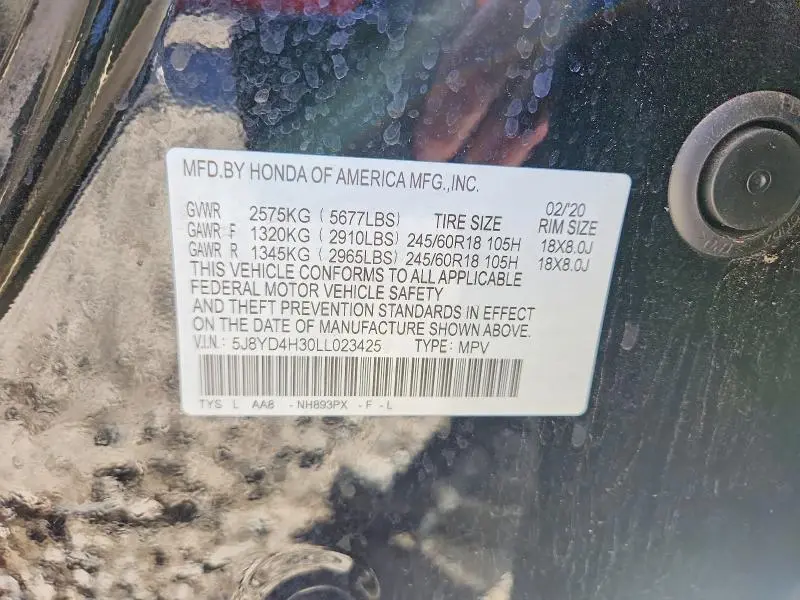 MFD.BY HONDA OF AMERICA MFG.,INC.
02/'20
GVWR 2575KG (5677LBS) TIRE SIZE RIM SIZE
GAWR F 1320KG (2910LBS) 245/60R18 105H 18X8.0J
GAWR R 1345KG (2965LBS) 245/60R18 105H 18X8.0J
THIS VEHICLE CONFORMS TO ALL APPLICABLE
FEDERAL MOTOR VEHICLE SAFETY
AND THEFT PREVENTION STANDARDS IN EFFECT
ON THE DATE OF MANUFACTURE SHOWN ABOVE.
V.I.N.: 5J8YD4H30LL023425 TYPE: MPV
TYS L AA8 -NH893PX -F-L